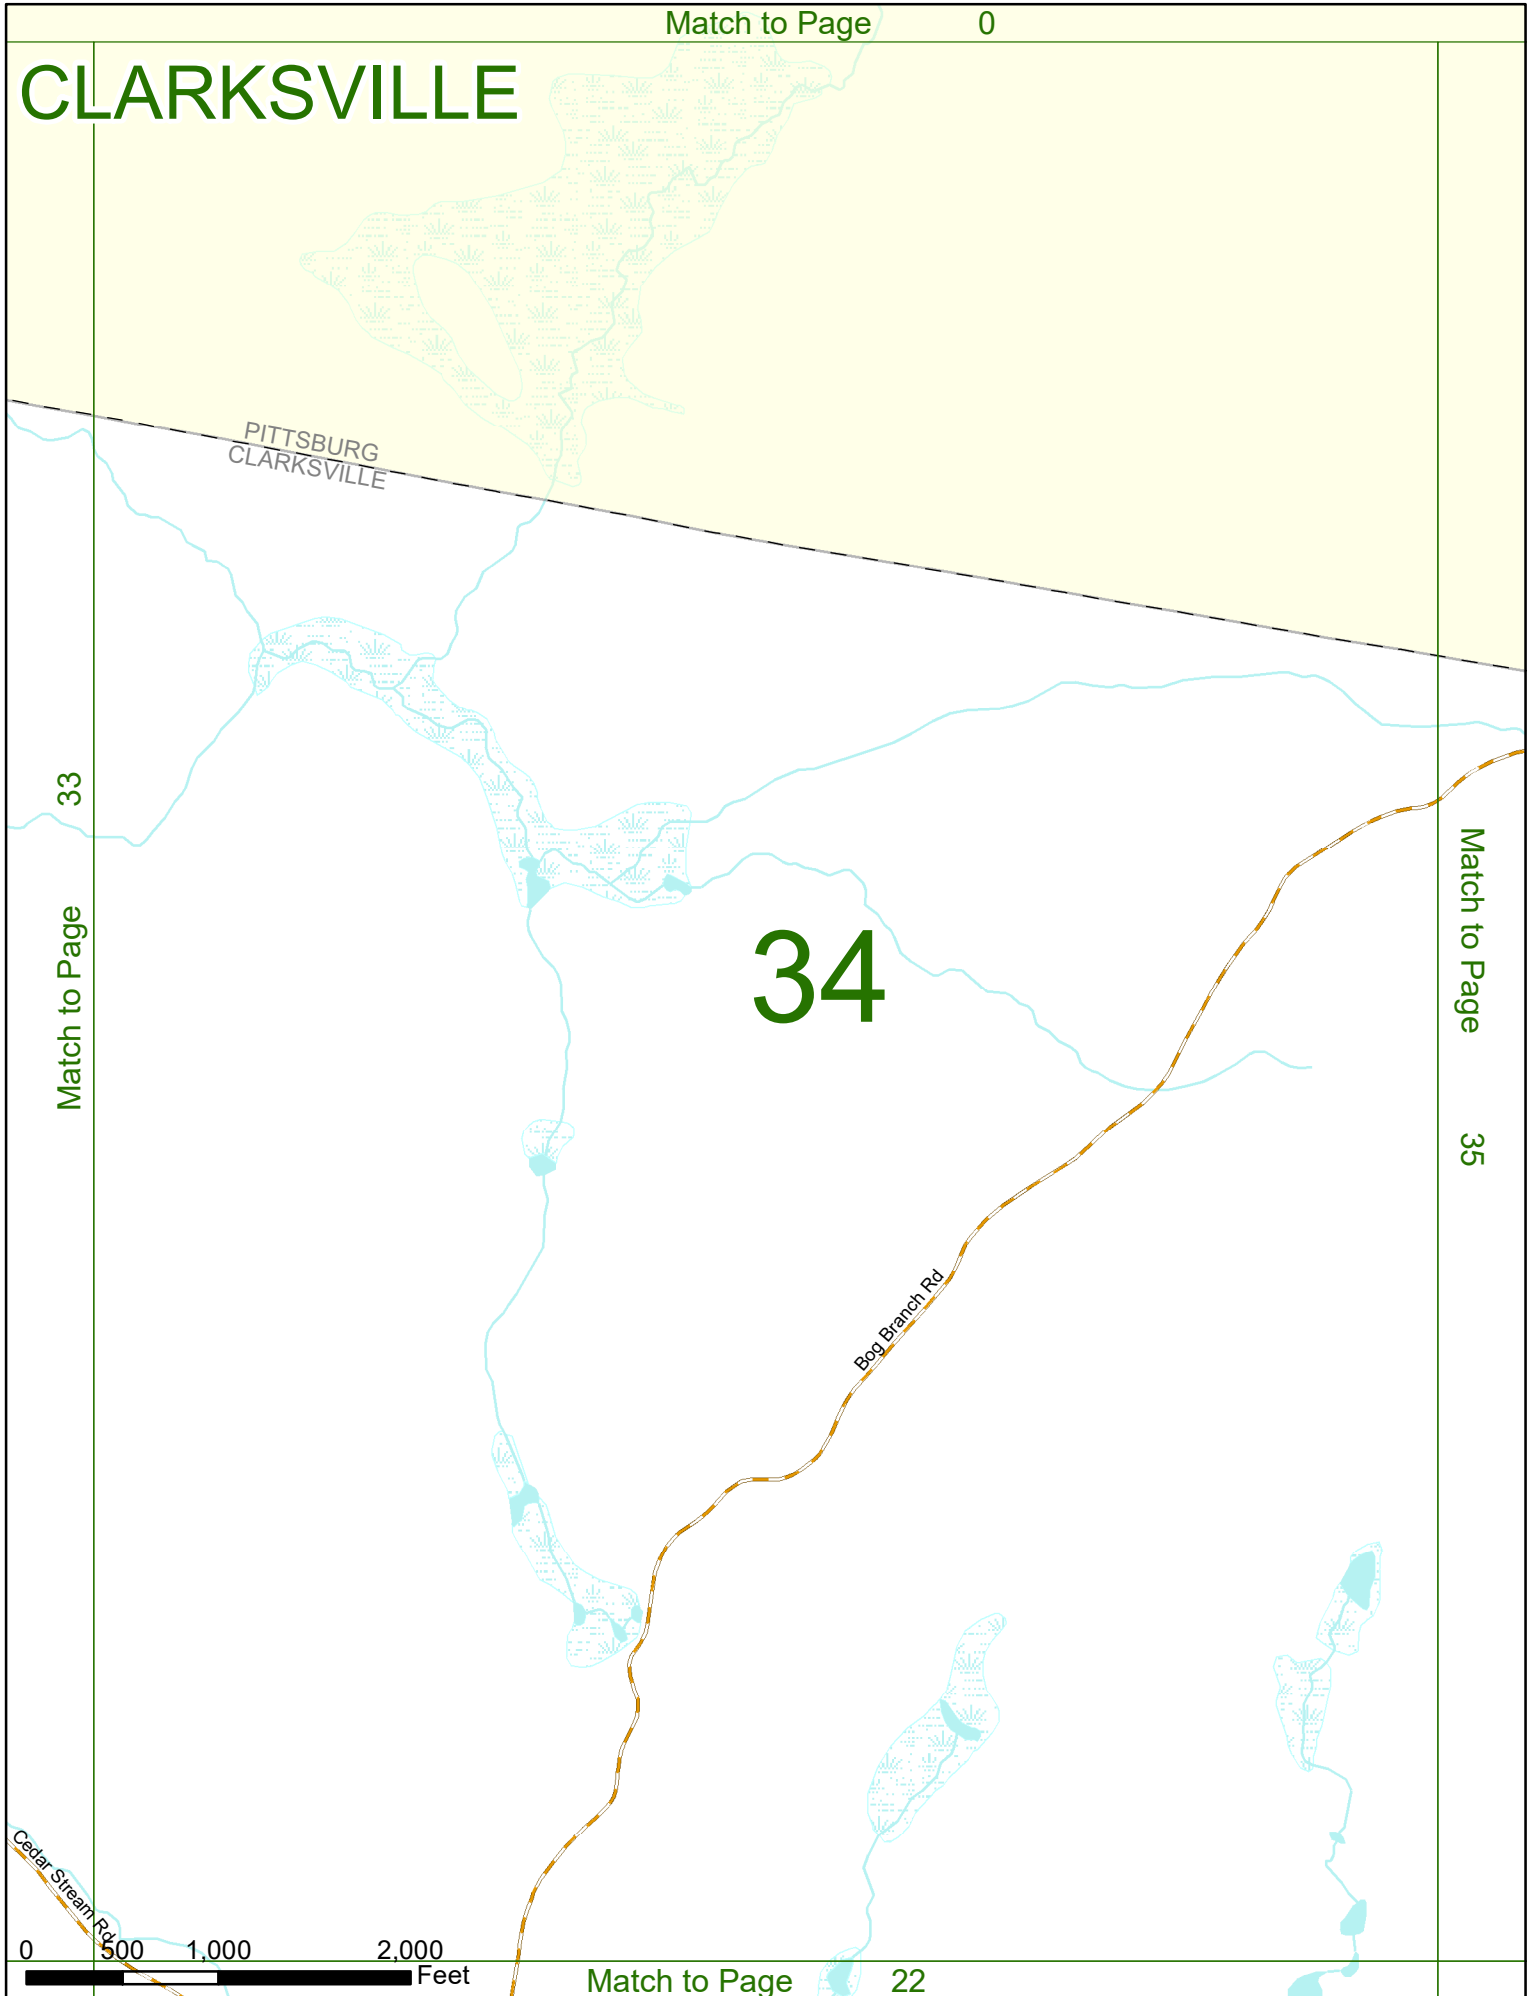 Match to Page 0
CLARKSVILLE
PITTSBURG
CLARKSVILLE
Match to Page 33
34
Match to Page 35
Bog Branch Rd
Cedar Stream Rd
0 500 1,000 2,000
Feet
Match to Page 22